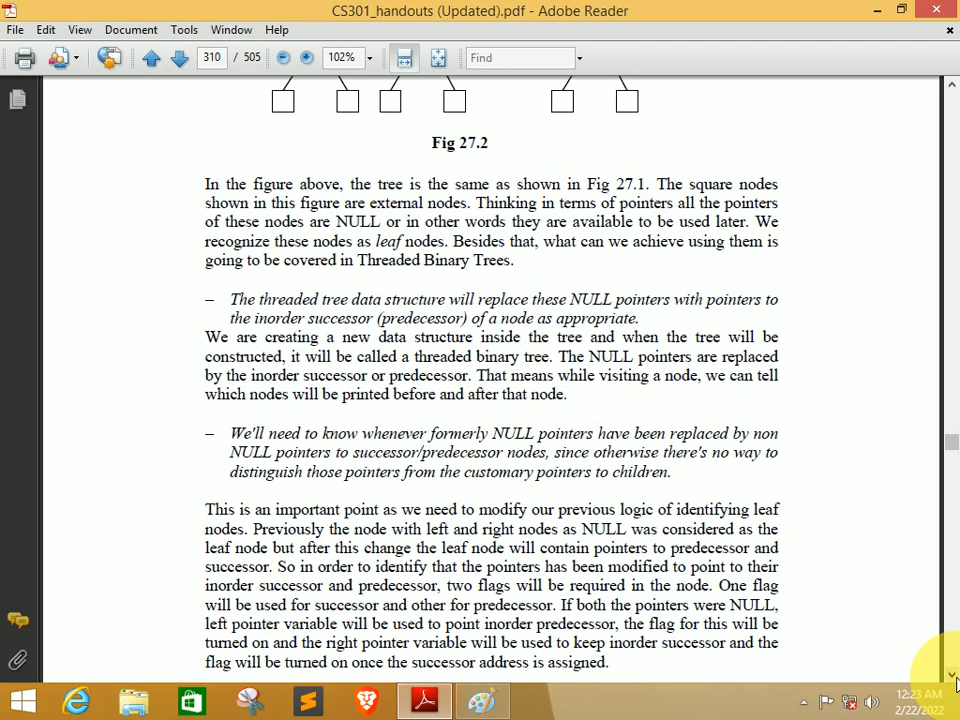 CS301_handouts (Updated).pdf - Adobe Reader
File Edit View Document Tools Window Help
310 / 505 102% Find
Fig 27.2
In the figure above, the tree is the same as shown in Fig 27.1. The square nodes
shown in this figure are external nodes. Thinking in terms of pointers all the pointers
of these nodes are NULL or in other words they are available to be used later. We
recognize these nodes as leaf nodes. Besides that, what can we achieve using them is
going to be covered in Threaded Binary Trees.
– The threaded tree data structure will replace these NULL pointers with pointers to
the inorder successor (predecessor) of a node as appropriate.
We are creating a new data structure inside the tree and when the tree will be
constructed, it will be called a threaded binary tree. The NULL pointers are replaced
by the inorder successor or predecessor. That means while visiting a node, we can tell
which nodes will be printed before and after that node.
– We'll need to know whenever formerly NULL pointers have been replaced by non
NULL pointers to successor/predecessor nodes, since otherwise there's no way to
distinguish those pointers from the customary pointers to children.
This is an important point as we need to modify our previous logic of identifying leaf
nodes. Previously the node with left and right nodes as NULL was considered as the
leaf node but after this change the leaf node will contain pointers to predecessor and
successor. So in order to identify that the pointers has been modified to point to their
inorder successor and predecessor, two flags will be required in the node. One flag
will be used for successor and other for predecessor. If both the pointers were NULL,
left pointer variable will be used to point inorder predecessor, the flag for this will be
turned on and the right pointer variable will be used to keep inorder successor and the
flag will be turned on once the successor address is assigned.
12:23 AM
2/22/2022